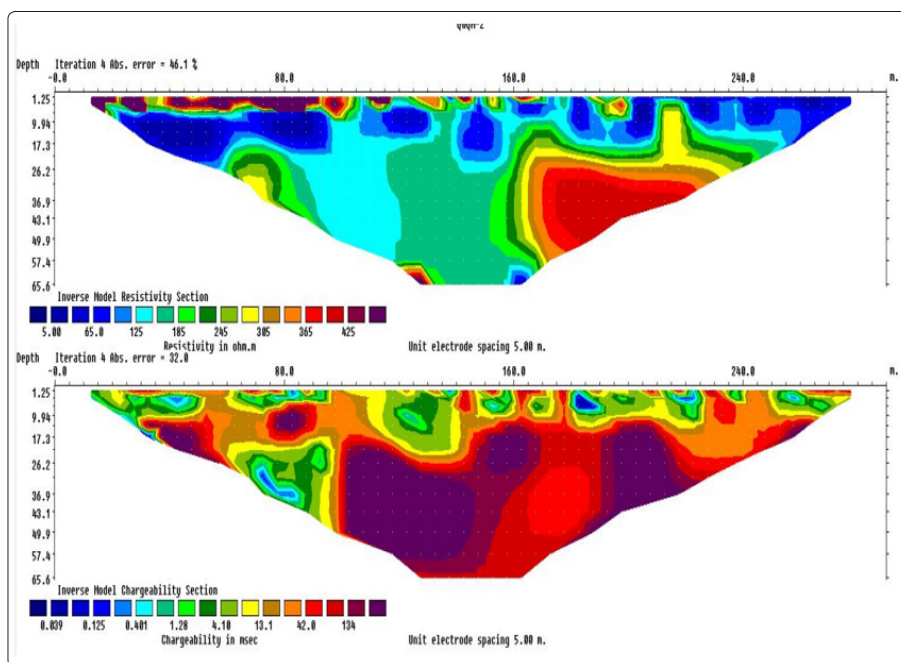 Depth Iteration 4 Abs. error = 46.1 %
-0.0 80.0 160.0 240.0 m.
1.25
9.94
17.3
26.2
36.9
43.1
49.9
57.4
65.6
Inverse Model Resistivity Section
5.00 65.0 125 185 245 305 365 425
Resistivity in ohm.m Unit electrode spacing 5.00 m.
Depth Iteration 4 Abs. error = 32.0
-0.0 80.0 160.0 240.0 m.
1.25
9.94
17.3
26.2
36.9
43.1
49.9
57.4
65.6
Inverse Model Chargeability Section
0.039 0.125 0.401 1.28 4.10 13.1 42.0 134
Chargeability in msec Unit electrode spacing 5.00 m.